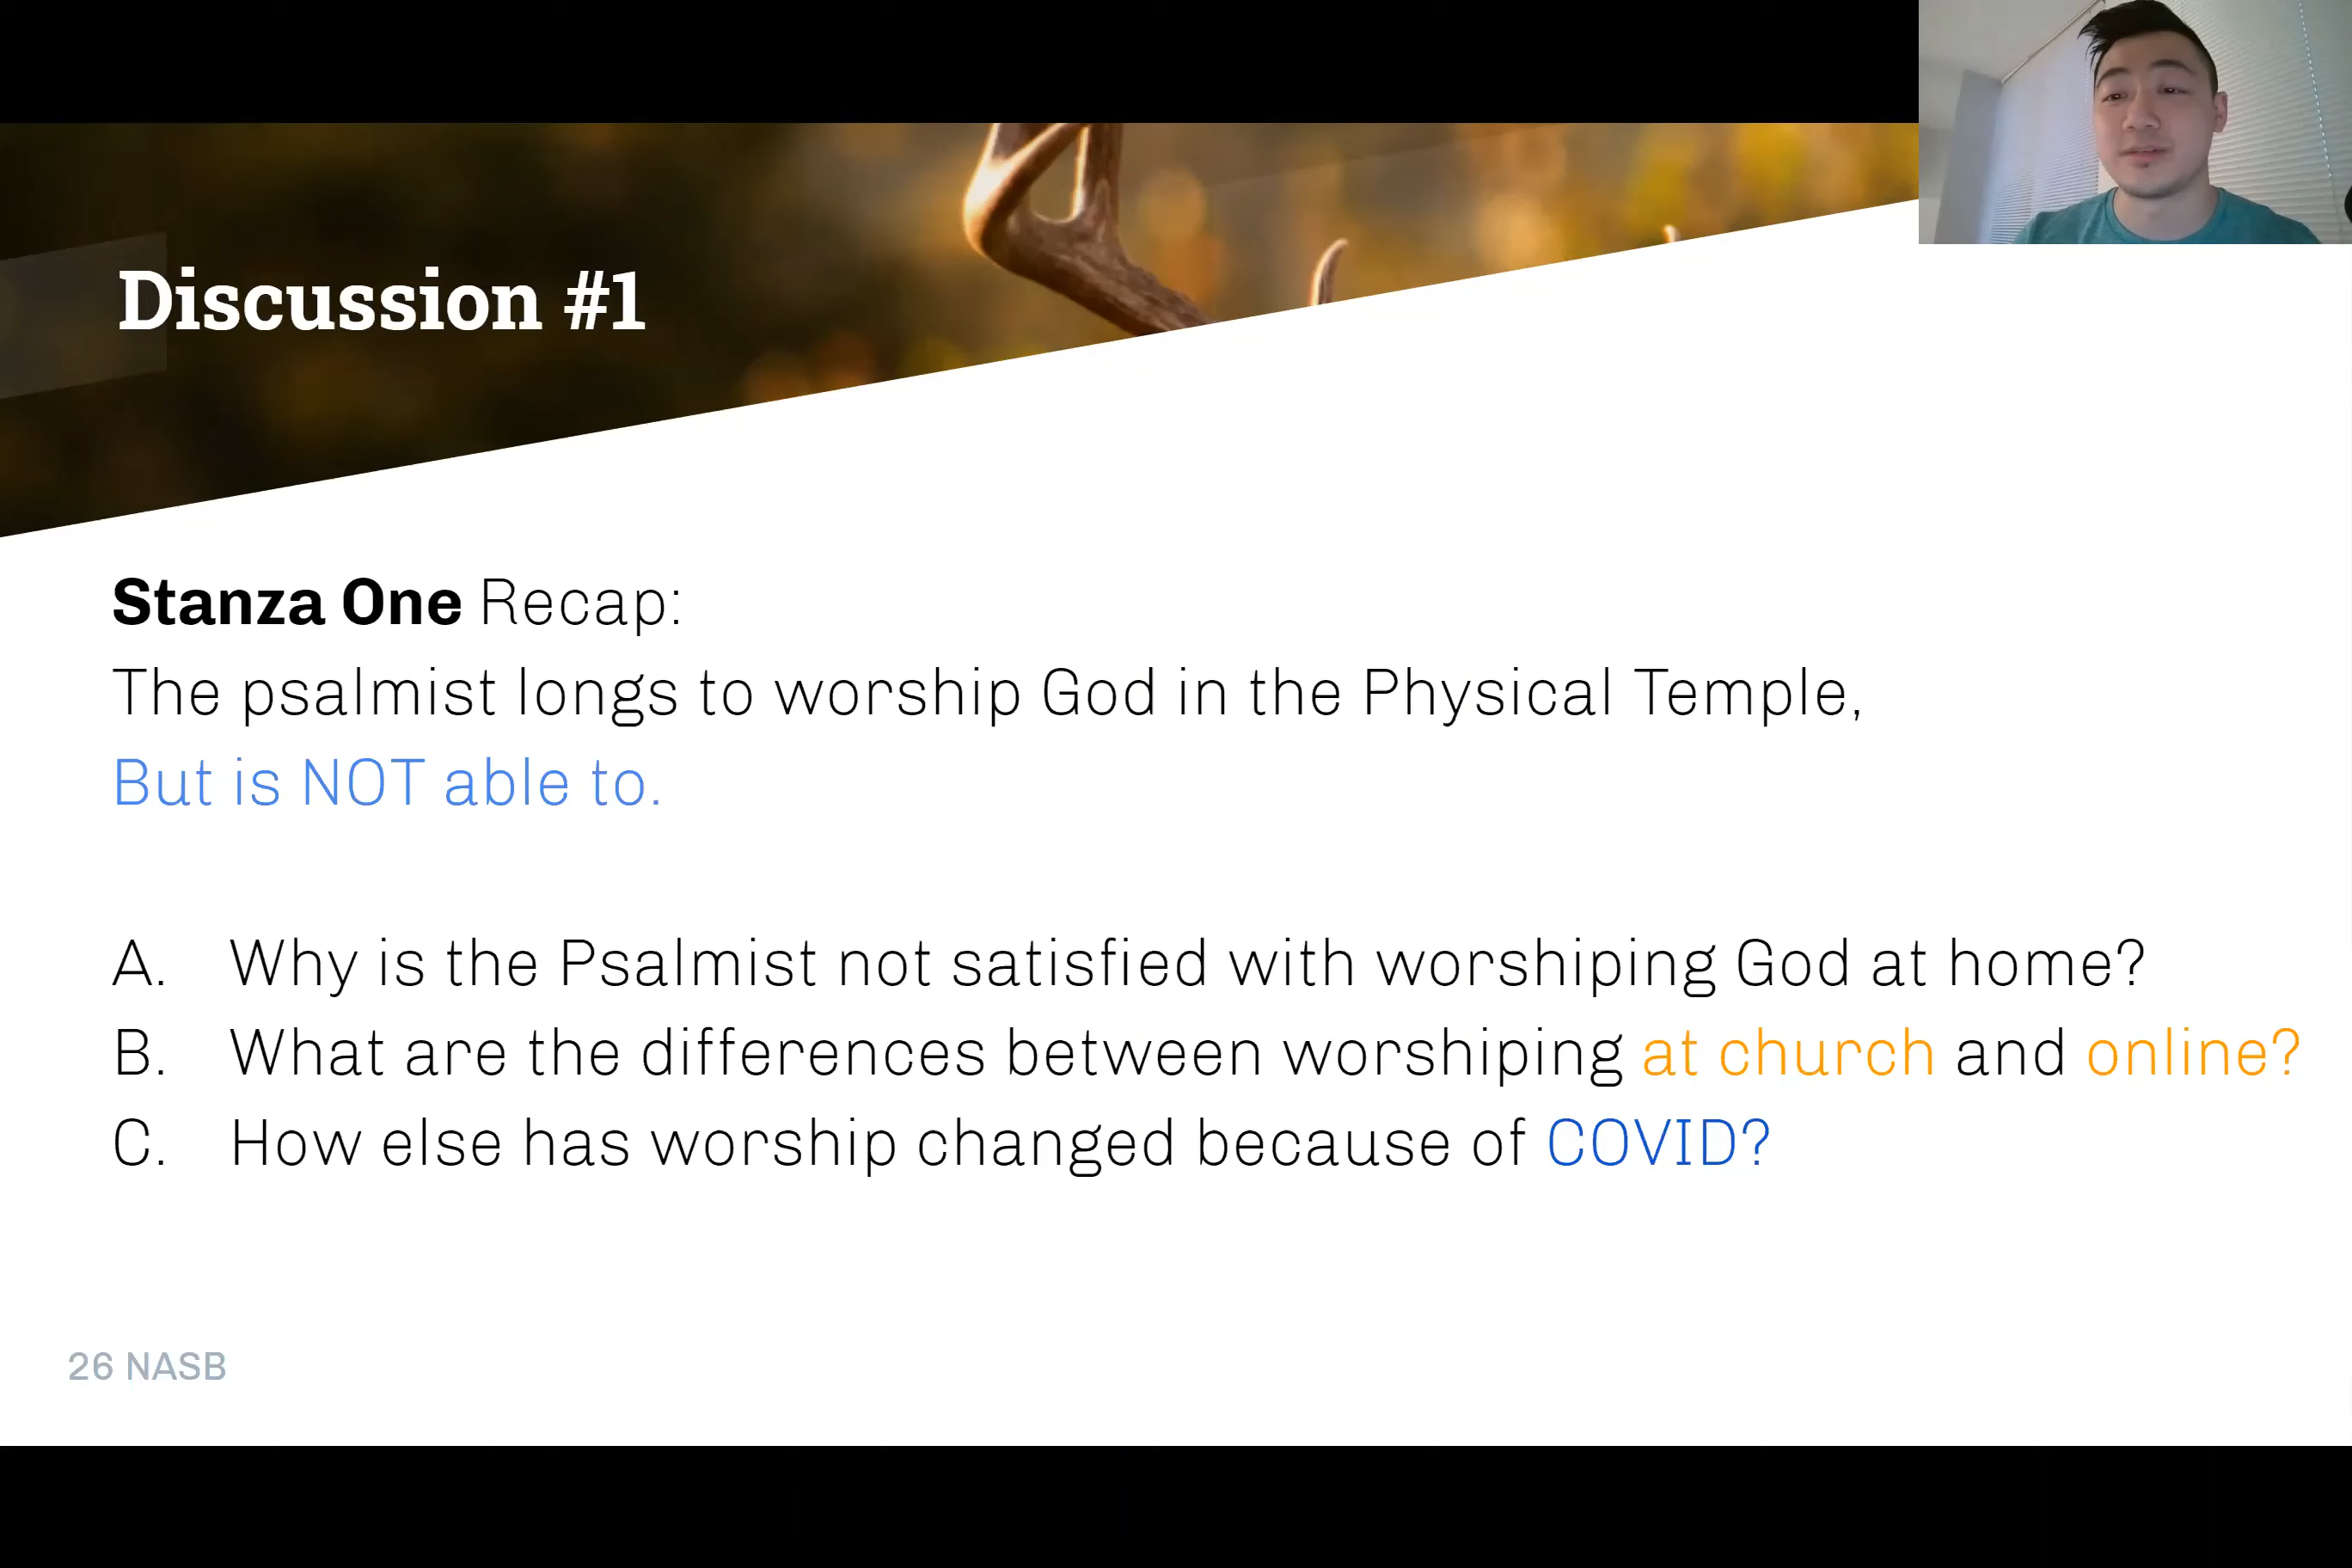 Discussion #1
Stanza One Recap:
The psalmist longs to worship God in the Physical Temple,
But is NOT able to.
A. Why is the Psalmist not satisfied with worshiping God at home?
B. What are the differences between worshiping at church and online?
C. How else has worship changed because of COVID?
26 NASB